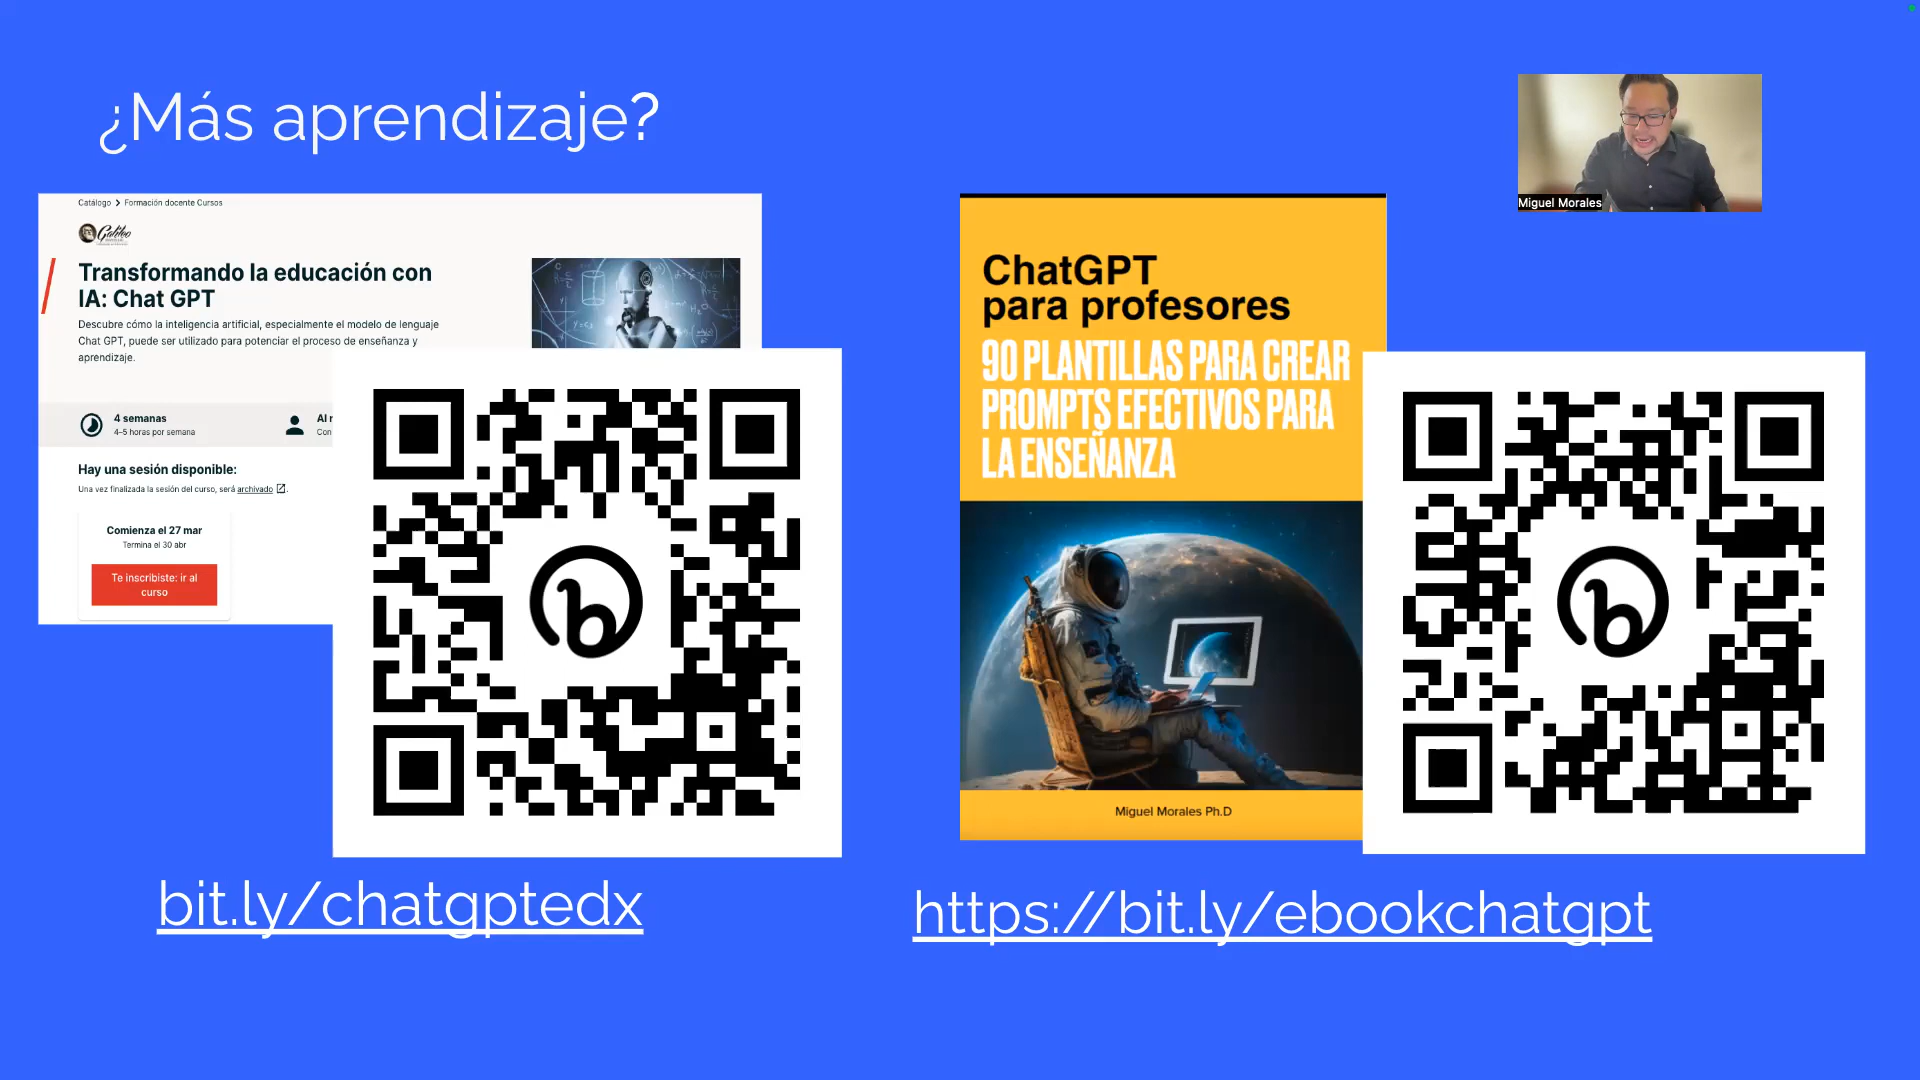 ¿Más aprendizaje?
Miguel Morales
Catálogo > Formación docente Cursos
Galileo
Transformando la educación con
IA: Chat GPT
Descubre cómo la inteligencia artificial, especialmente el modelo de lenguaje
Chat GPT, puede ser utilizado para potenciar el proceso de enseñanza y
aprendizaje.
4 semanas
4–5 horas por semana
Al r
Con
Hay una sesión disponible:
Una vez finalizada la sesión del curso, será archivado.
Comienza el 27 mar
Termina el 30 abr
Te inscribiste: ir al
curso
bit.ly/chatgptedx
ChatGPT
para profesores
90 PLANTILLAS PARA CREAR
PROMPTS EFECTIVOS PARA
LA ENSEÑANZA
Miguel Morales Ph.D
https://bit.ly/ebookchatgpt